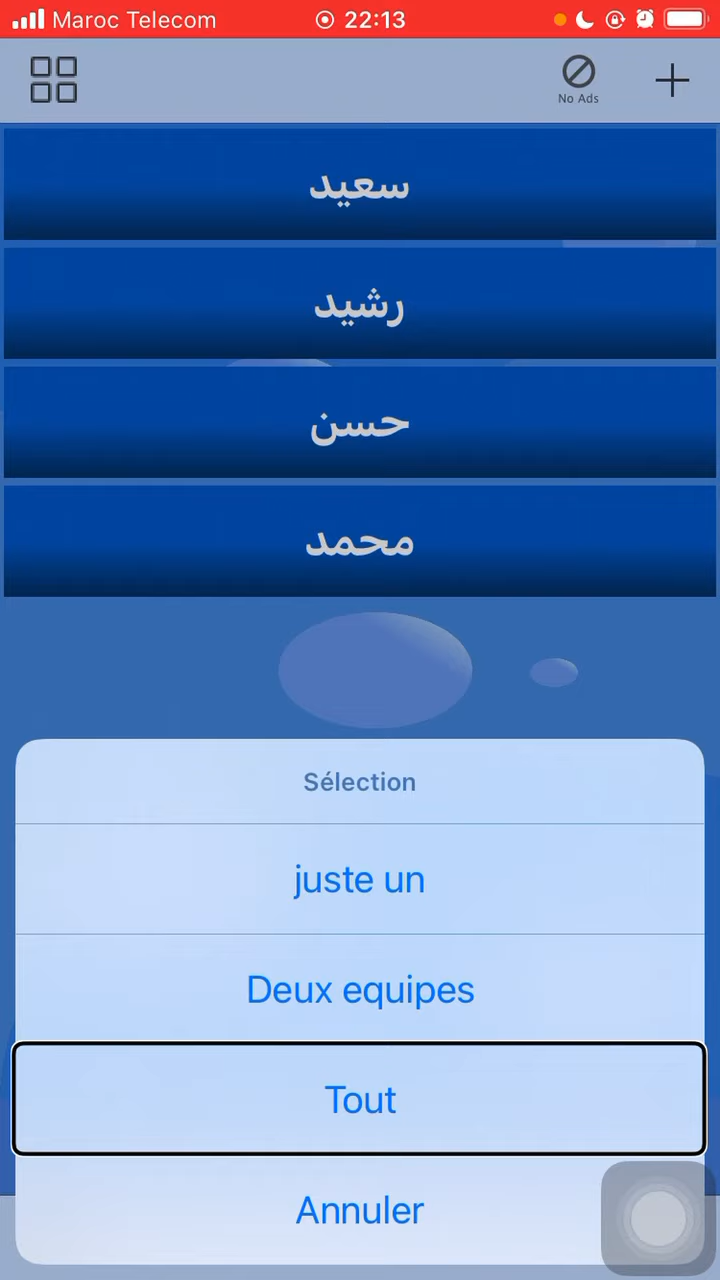 Maroc Telecom 22:13
No Ads
سعيد
رشيد
حسن
محمد
Sélection
juste un
Deux equipes
Tout
Annuler